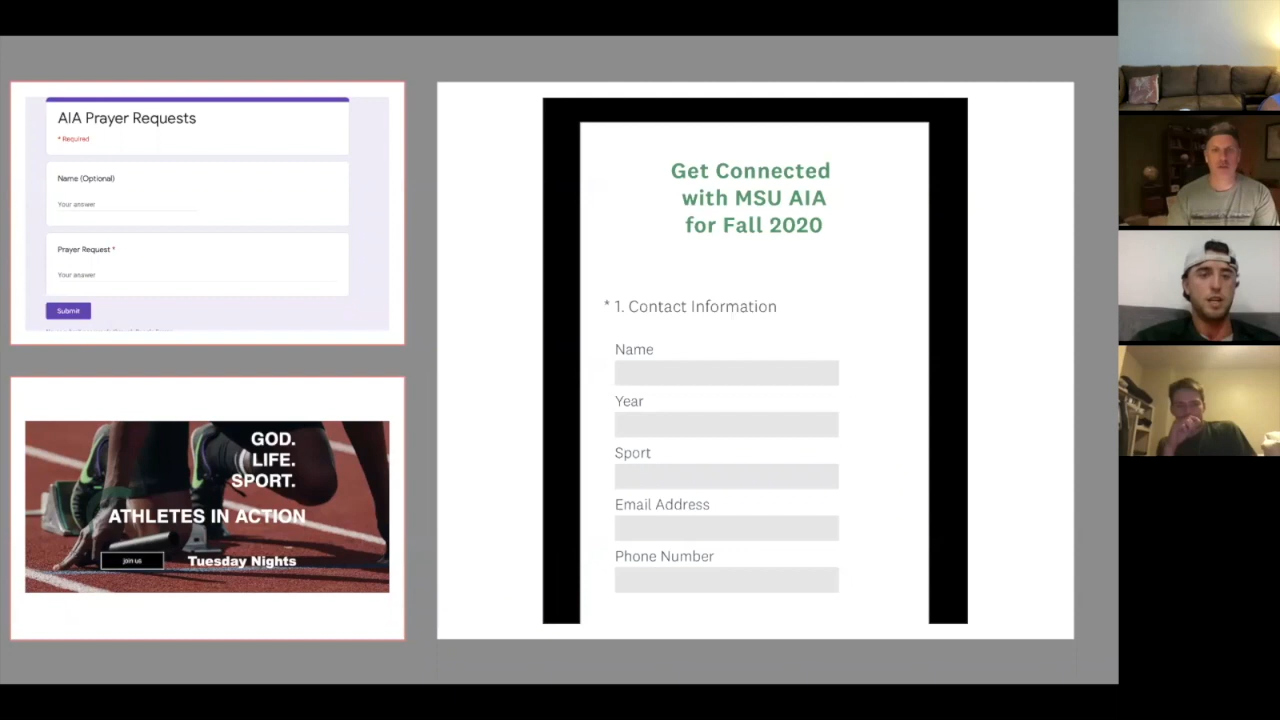 AIA Prayer Requests
* Required
Name (Optional)
Your answer
Prayer Request *
Your answer
Submit
GOD.
LIFE.
SPORT.
ATHLETES IN ACTION
join us
Tuesday Nights
Get Connected
with MSU AIA
for Fall 2020
* 1. Contact Information
Name
Year
Sport
Email Address
Phone Number